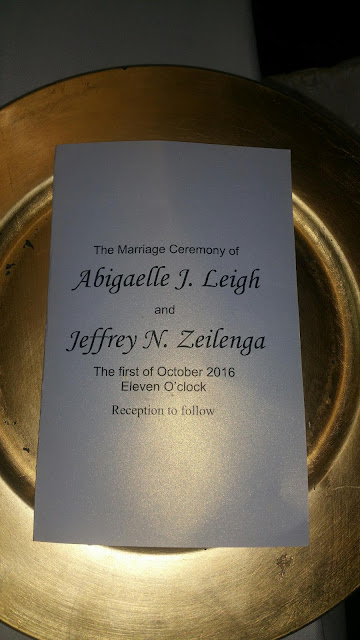 The Marriage Ceremony of
Abigaelle J. Leigh
and
Jeffrey N. Zeilenga
The first of October 2016
Eleven O'clock
Reception to follow